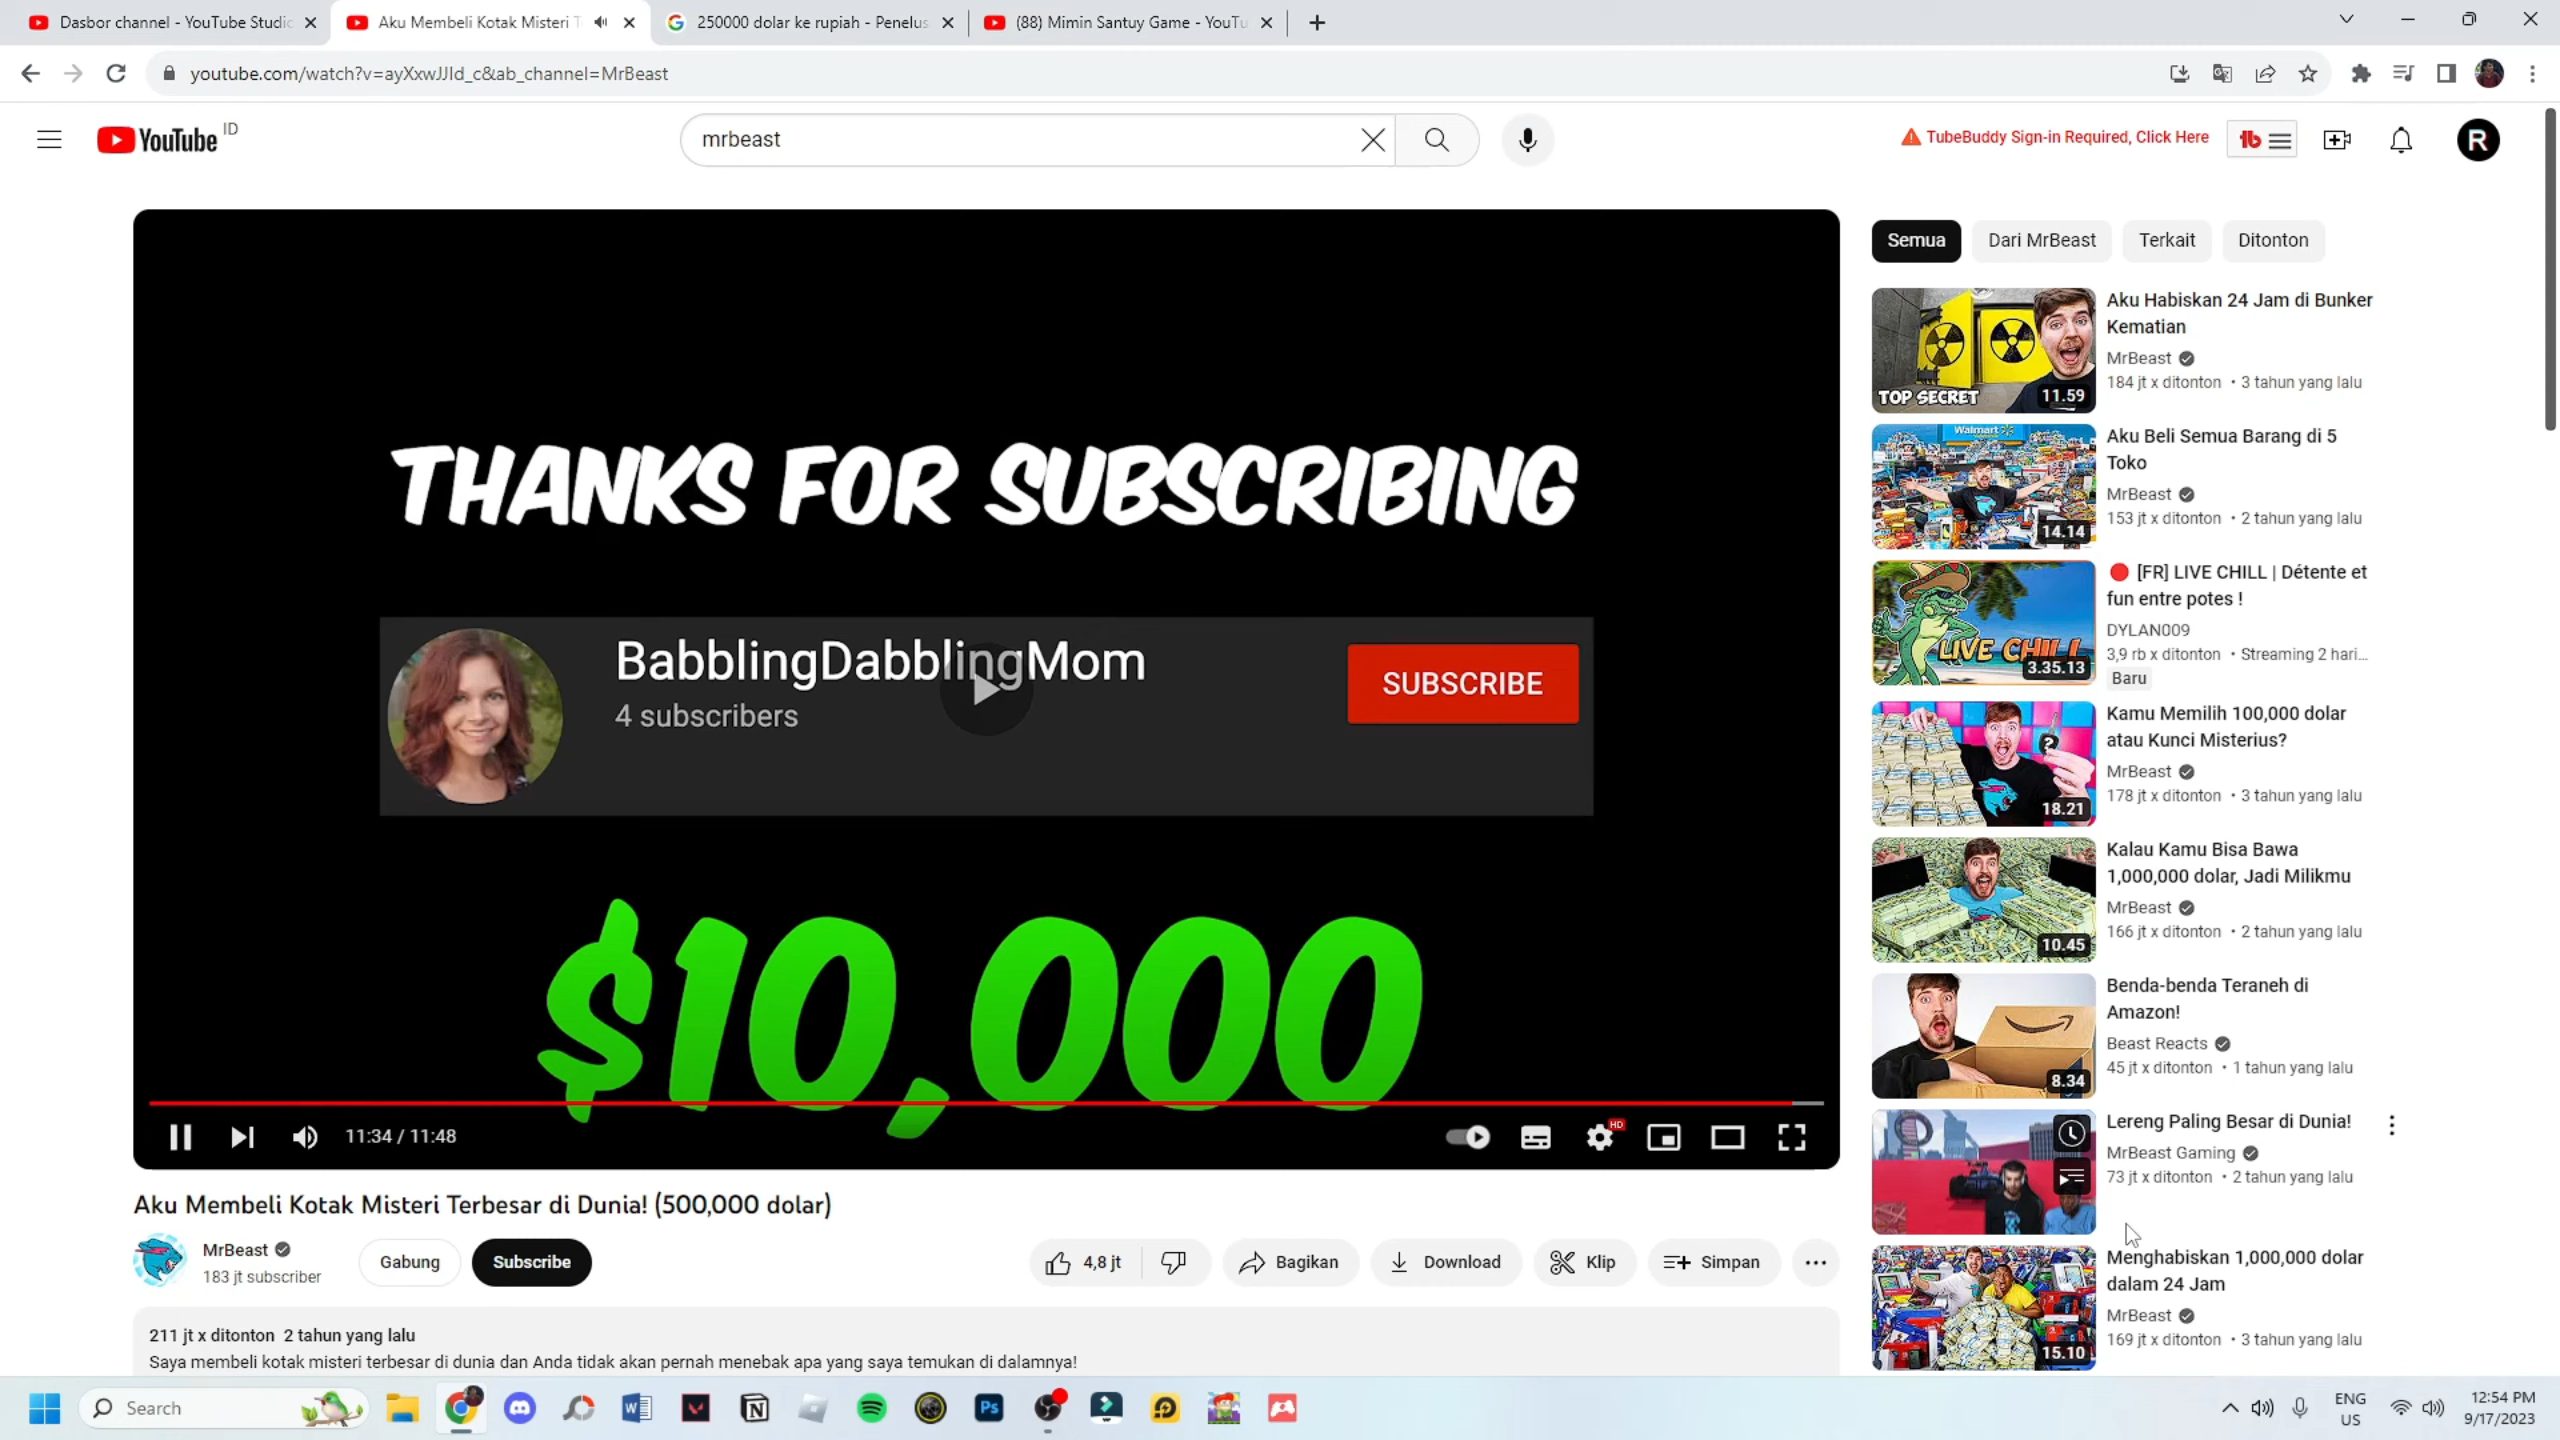 Dasbor channel - YouTube Studio
Aku Membeli Kotak Misteri T
250000 dolar ke rupiah - Penelus
(88) Mimin Santuy Game - YouTu
youtube.com/watch?v=ayXxwJJId_c&ab_channel=MrBeast
YouTube ID
mrbeast
TubeBuddy Sign-in Required, Click Here
tb
R
THANKS FOR SUBSCRIBING
BabblingDabblingMom
4 subscribers
SUBSCRIBE
$10,000
11:34 / 11:48
HD
Aku Membeli Kotak Misteri Terbesar di Dunia! (500,000 dolar)
MrBeast
183 jt subscriber
Gabung
Subscribe
4,8 jt
Bagikan
Download
Klip
Simpan
211 jt x ditonton 2 tahun yang lalu
Saya membeli kotak misteri terbesar di dunia dan Anda tidak akan pernah menebak apa yang saya temukan di dalamnya!
Semua
Dari MrBeast
Terkait
Ditonton
TOP SECRET
11.59
Aku Habiskan 24 Jam di Bunker
Kematian
MrBeast
184 jt x ditonton • 3 tahun yang lalu
Walmart
14.14
Aku Beli Semua Barang di 5
Toko
MrBeast
153 jt x ditonton • 2 tahun yang lalu
LIVE CHILL
3.35.13
[FR] LIVE CHILL | Détente et
fun entre potes !
DYLAN009
3,9 rb x ditonton • Streaming 2 hari...
Baru
?
18.21
Kamu Memilih 100,000 dolar
atau Kunci Misterius?
MrBeast
178 jt x ditonton • 3 tahun yang lalu
10.45
Kalau Kamu Bisa Bawa
1,000,000 dolar, Jadi Milikmu
MrBeast
166 jt x ditonton • 2 tahun yang lalu
8.34
Benda-benda Teraneh di
Amazon!
Beast Reacts
45 jt x ditonton • 1 tahun yang lalu
Lereng Paling Besar di Dunia!
MrBeast Gaming
73 jt x ditonton • 2 tahun yang lalu
15.10
Menghabiskan 1,000,000 dolar
dalam 24 Jam
MrBeast
169 jt x ditonton • 3 tahun yang lalu
Search
W
N
Ps
ENG
US
12:54 PM
9/17/2023